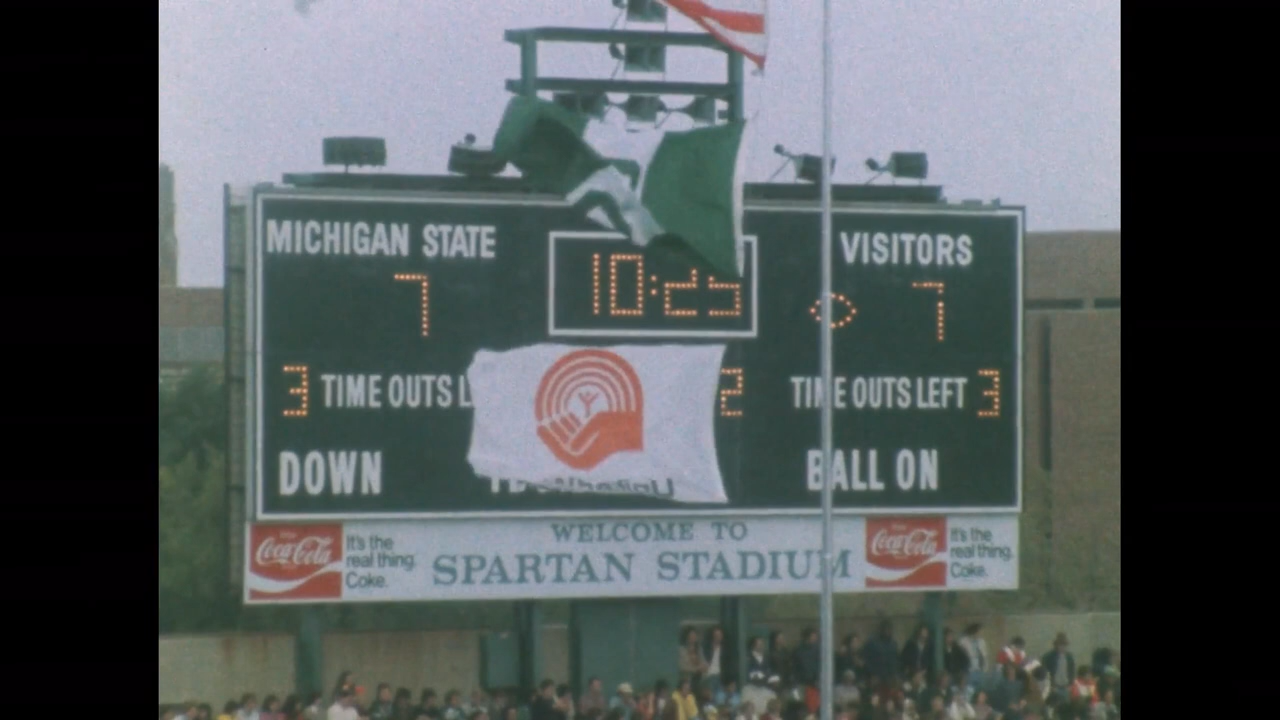 MICHIGAN STATE
10:25
VISITORS
7
7
3 TIME OUTS L
2
TIME OUTS LEFT 3
DOWN
BALL ON
Coca-Cola
It's the
real thing.
Coke.
WELCOME TO
SPARTAN STADIUM
Coca-Cola
It's the
real thing.
Coke.